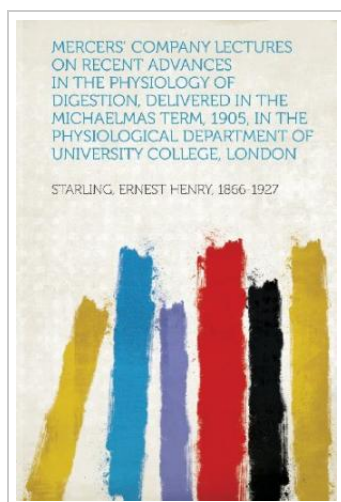 MERCERS' COMPANY LECTURES
ON RECENT ADVANCES
IN THE PHYSIOLOGY OF
DIGESTION, DELIVERED IN THE
MICHAELMAS TERM, 1905, IN THE
PHYSIOLOGICAL DEPARTMENT OF
UNIVERSITY COLLEGE, LONDON
STARLING, ERNEST HENRY, 1866-1927